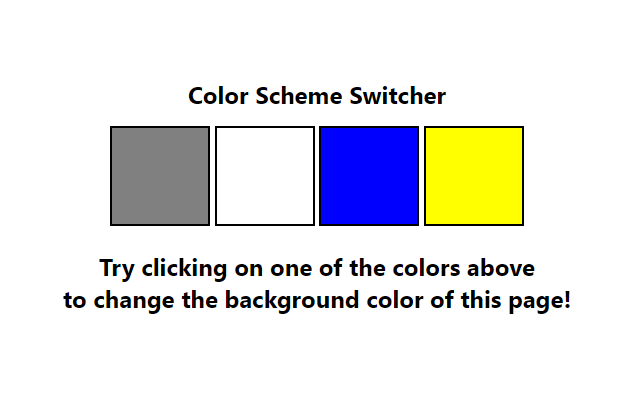 Color Scheme Switcher
Try clicking on one of the colors above
to change the background color of this page!